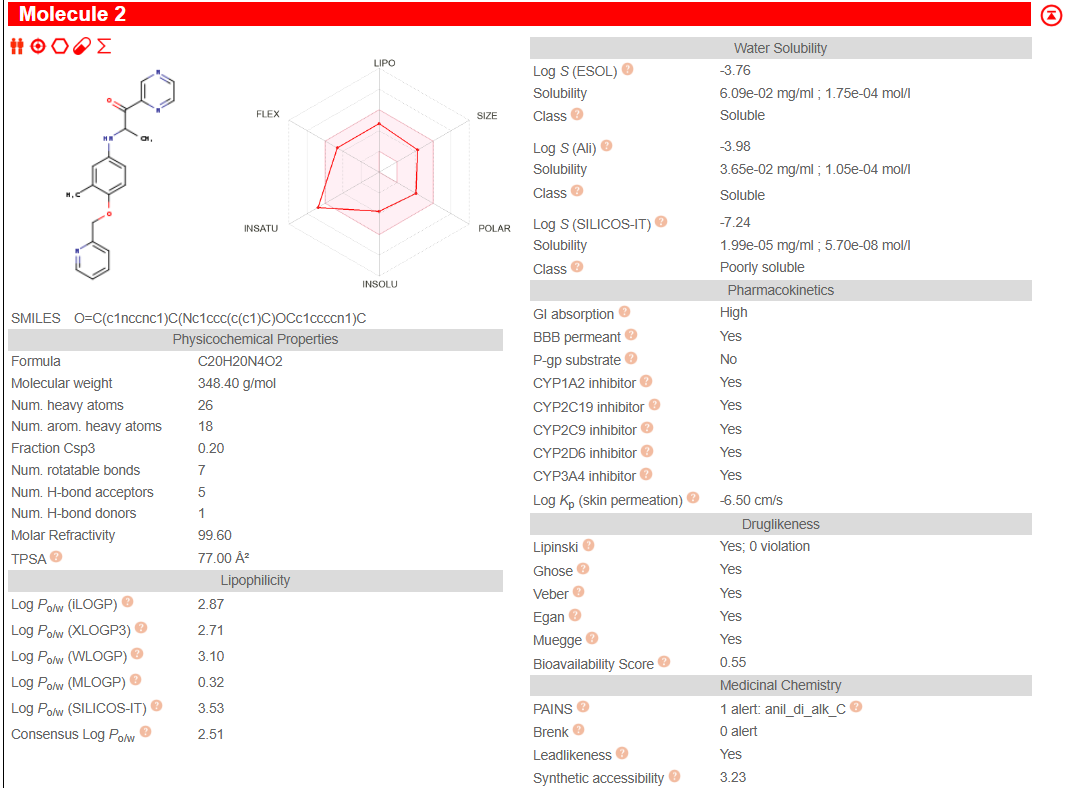 Molecule 2
LIPO
FLEX
SIZE
INSATU
POLAR
INSOLU
O
N
N
HN
CH₃
H₃C
O
N
SMILES O=C(c1nccnc1)C(Nc1ccc(c(c1)C)OCc1ccccn1)C
Physicochemical Properties
Formula C20H20N4O2
Molecular weight 348.40 g/mol
Num. heavy atoms 26
Num. arom. heavy atoms 18
Fraction Csp3 0.20
Num. rotatable bonds 7
Num. H-bond acceptors 5
Num. H-bond donors 1
Molar Refractivity 99.60
TPSA ? 77.00 Å²
Lipophilicity
Log Po/w (iLOGP) ? 2.87
Log Po/w (XLOGP3) ? 2.71
Log Po/w (WLOGP) ? 3.10
Log Po/w (MLOGP) ? 0.32
Log Po/w (SILICOS-IT) ? 3.53
Consensus Log Po/w ? 2.51
Water Solubility
Log S (ESOL) ? -3.76
Solubility 6.09e-02 mg/ml ; 1.75e-04 mol/l
Class ? Soluble
Log S (Ali) ? -3.98
Solubility 3.65e-02 mg/ml ; 1.05e-04 mol/l
Class ? Soluble
Log S (SILICOS-IT) ? -7.24
Solubility 1.99e-05 mg/ml ; 5.70e-08 mol/l
Class ? Poorly soluble
Pharmacokinetics
GI absorption ? High
BBB permeant ? Yes
P-gp substrate ? No
CYP1A2 inhibitor ? Yes
CYP2C19 inhibitor ? Yes
CYP2C9 inhibitor ? Yes
CYP2D6 inhibitor ? Yes
CYP3A4 inhibitor ? Yes
Log Kp (skin permeation) ? -6.50 cm/s
Druglikeness
Lipinski ? Yes; 0 violation
Ghose ? Yes
Veber ? Yes
Egan ? Yes
Muegge ? Yes
Bioavailability Score ? 0.55
Medicinal Chemistry
PAINS ? 1 alert: anil_di_alk_C ?
Brenk ? 0 alert
Leadlikeness ? Yes
Synthetic accessibility ? 3.23